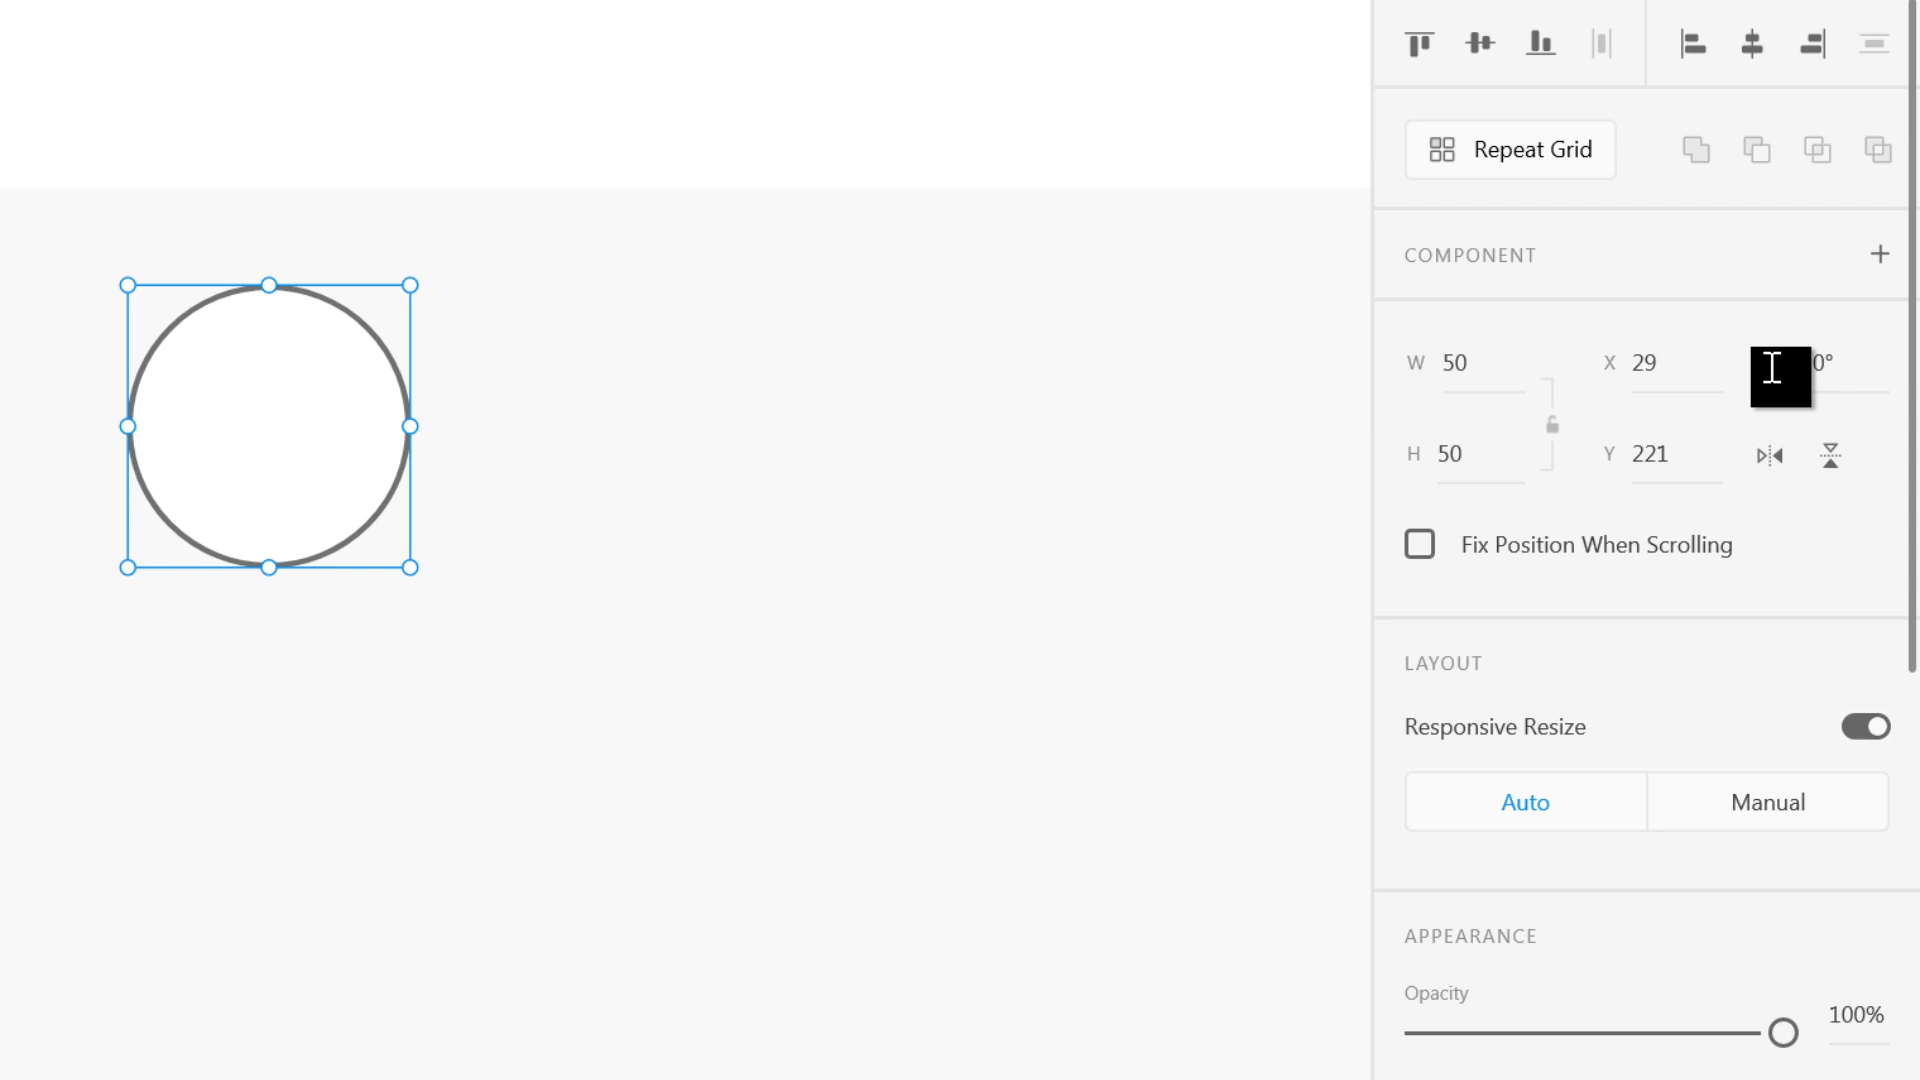 Repeat Grid
COMPONENT
W 50 X 29 0°
H 50 Y 221
Fix Position When Scrolling
LAYOUT
Responsive Resize
Auto Manual
APPEARANCE
Opacity
100%